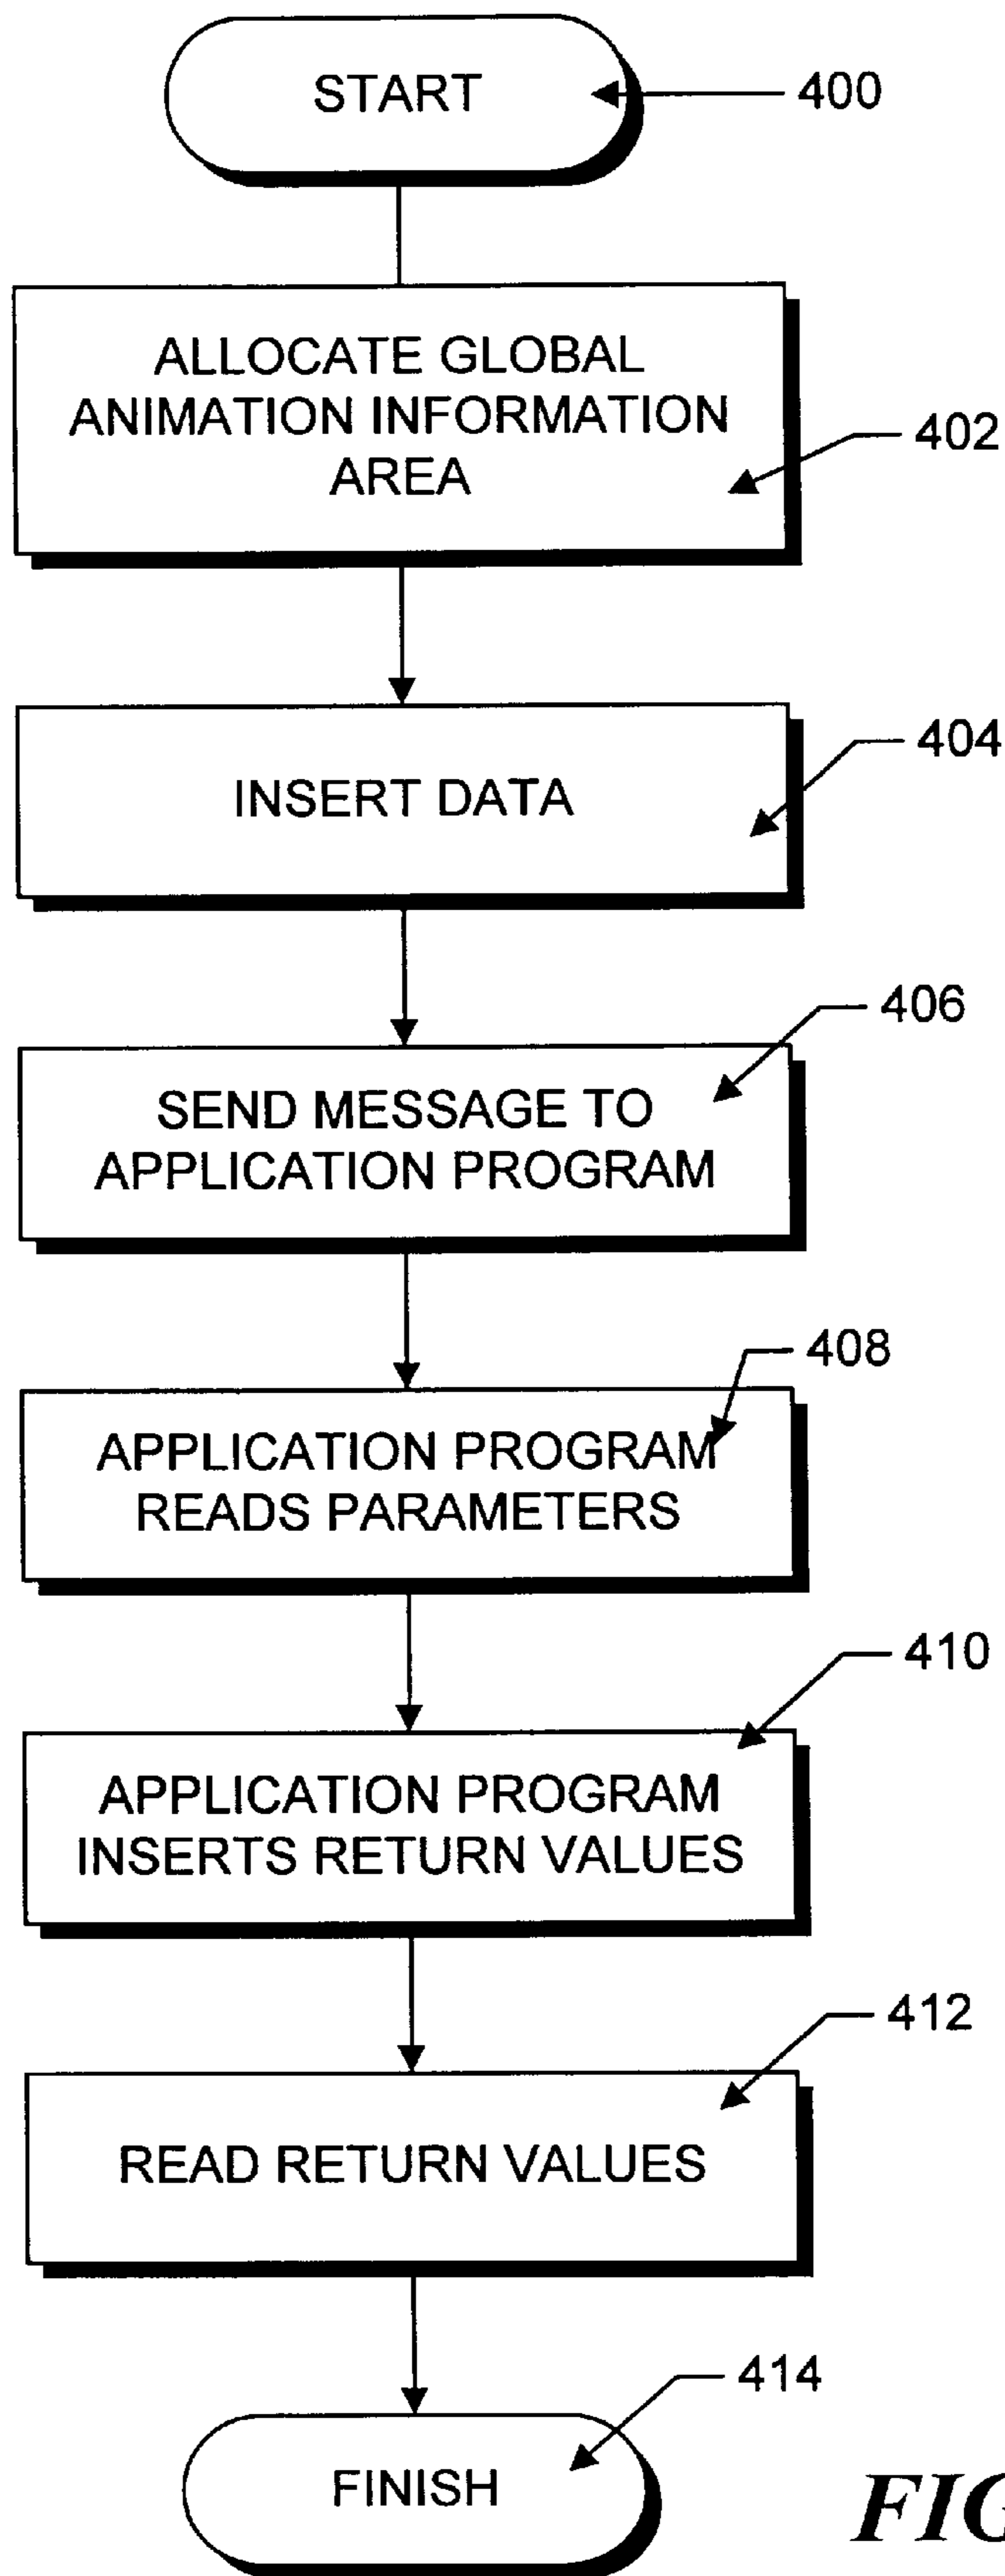 START
400
ALLOCATE GLOBAL
ANIMATION INFORMATION
AREA
402
INSERT DATA
404
406
SEND MESSAGE TO
APPLICATION PROGRAM
408
APPLICATION PROGRAM
READS PARAMETERS
410
APPLICATION PROGRAM
INSERTS RETURN VALUES
412
READ RETURN VALUES
414
FINISH